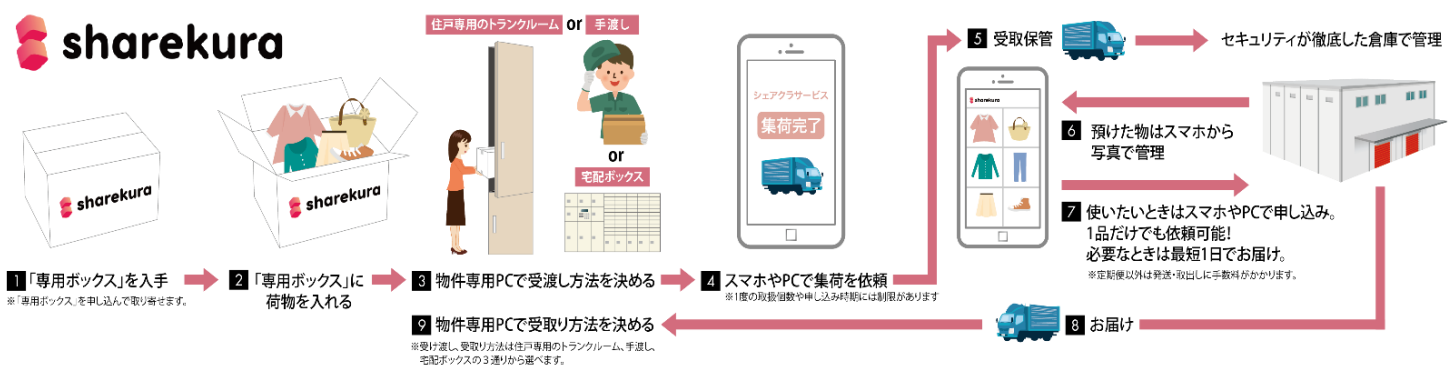 sharekura
sharekura
1 「専用ボックス」を入手
※「専用ボックス」を申し込んで取り寄せます。
sharekura
2 「専用ボックス」に
荷物を入れる
住戸専用のトランクルーム or 手渡し
or
宅配ボックス
3 物件専用PCで受渡し方法を決める
シェアクラサービス
集荷完了
4 スマホやPCで集荷を依頼
※1度の取扱個数や申し込み時期には制限があります
5 受取保管
セキュリティが徹底した倉庫で管理
sharekura
6 預けた物はスマホから
写真で管理
7 使いたいときはスマホやPCで申し込み。
1品だけでも依頼可能!
必要なときは最短1日でお届け。
※定期便以外は発送・取出しに手数料がかかります。
8 お届け
9 物件専用PCで受取り方法を決める
※受け渡し、受取り方法は住戸専用のトランクルーム、手渡し、
宅配ボックスの3通りから選べます。